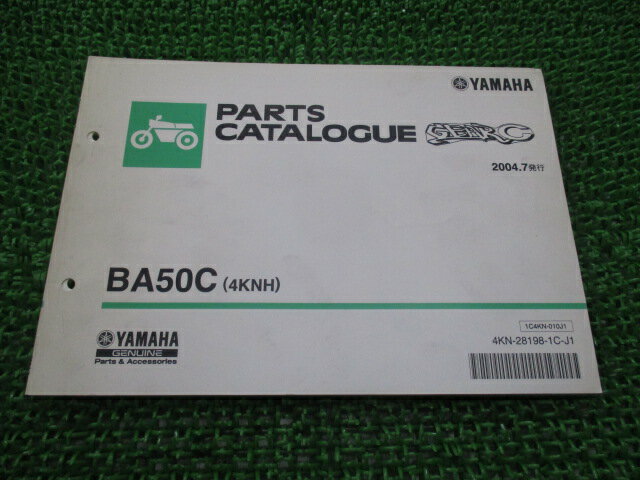 YAMAHA
PARTS
CATALOGUE GEAR C
2004.7発行
BA50C (4KNH)
1C4KN-010J1
4KN-28198-1C-J1
YAMAHA
GENUINE
Parts & Accessories